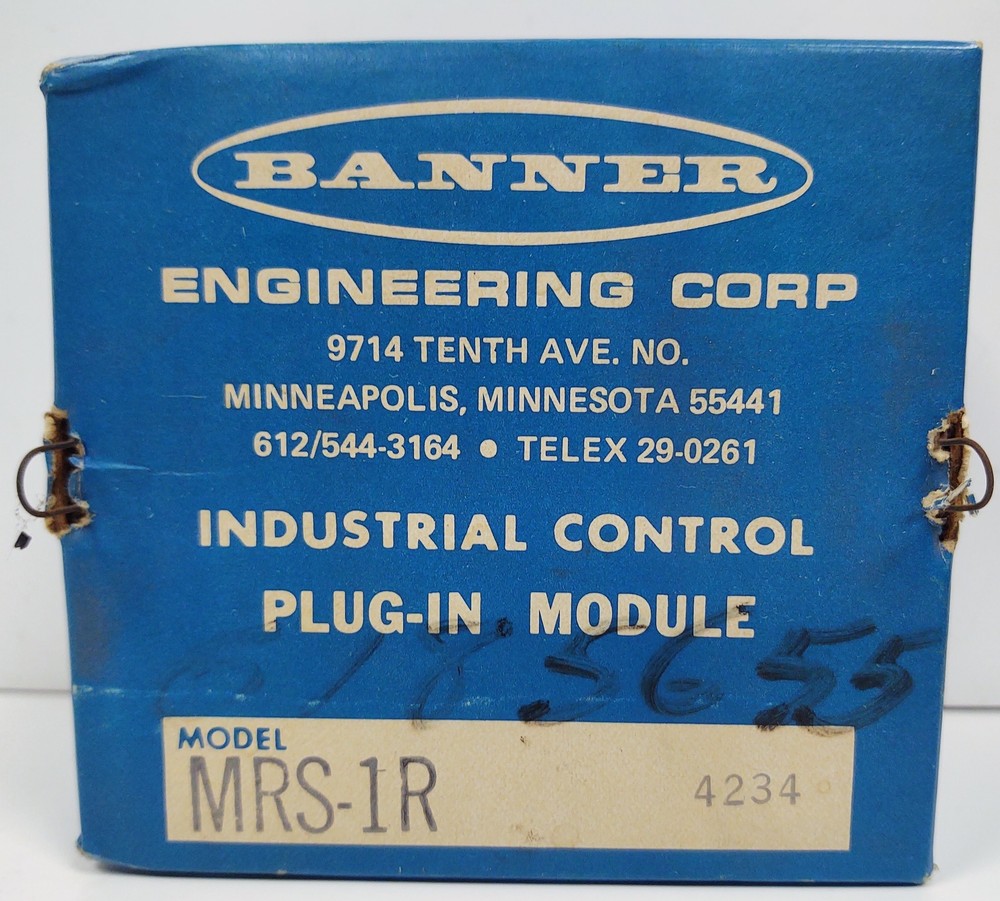 BANNER
ENGINEERING CORP
9714 TENTH AVE. NO.
MINNEAPOLIS, MINNESOTA 55441
612/544-3164 • TELEX 29-0261
INDUSTRIAL CONTROL
PLUG-IN MODULE
MODEL
MRS-1R 4234